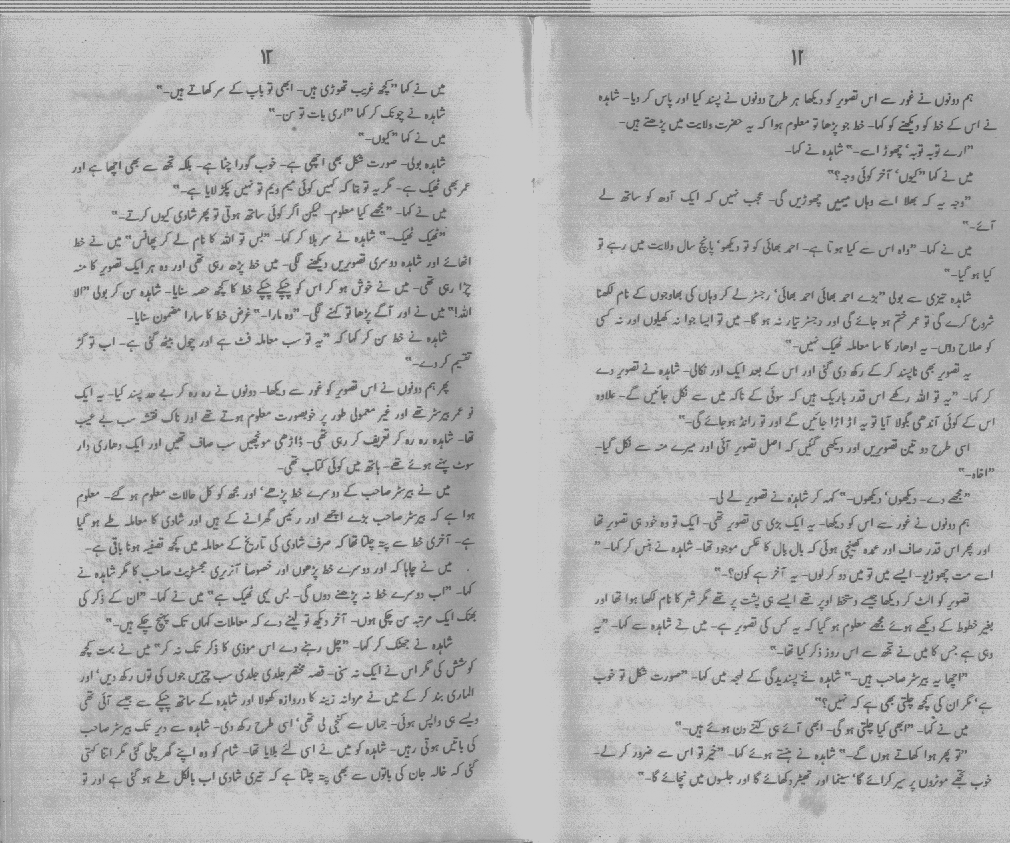 ۱۲
ہم دونوں نے غور سے اس تصویر کو دیکھا ہر طرح دونوں نے پسند کیا اور پاس کر دیا۔ شاہدہ
نے اس کے خط کو دیکھنے کو کہا۔ خط جو پڑھا تو معلوم ہوا کہ یہ حضرت ولایت میں پڑھتے ہیں۔
"ارے توبہ توبہ' چھوڑ اسے۔" شاہدہ نے کہا۔
میں نے کہا "کیوں' آخر کوئی وجہ؟"
"وجہ یہ کہ بھلا اسے وہاں میمیں چھوڑیں گی۔ عجب نہیں کہ ایک آدھ کو ساتھ لے
آئے۔"
میں نے کہا۔ "واہ اس سے کیا ہوتا ہے۔ احمد بھائی کو تو دیکھو' پانچ سال ولایت میں رہے تو
کیا ہو گیا۔"
شاہدہ تیزی سے بولی "بڑے احمد بھائی احمد بھائی' رجسٹر لے کر وہاں کی بھاوجوں کے نام لکھنا
شروع کرے گی تو عمر ختم ہو جائے گی اور رجسٹر تیار نہ ہو گا۔ میں تو ایسا جوا نہ کھیلوں اور نہ کسی
کو صلاح دوں۔ یہ ادھار کا سا معاملہ ٹھیک نہیں۔"
یہ تصویر بھی ناپسند کر کے رکھ دی گئی اور اس کے بعد ایک اور نکالی۔ شاہدہ نے تصویر دے
کر کہا۔ "یہ تو اللہ رکھے اس قدر باریک ہیں کہ سوئی کے ناکہ میں سے نکل جائیں گے۔ علاوہ
اس کے کوئی آندھی بگولا آیا تو یہ اڑ اڑا جائیں گے اور تو رانڈ ہو جائے گی۔"
اسی طرح دو تین تصویریں اور دیکھی گئیں کہ اصل تصویر آئی اور میرے منہ سے نکل گیا۔
"اخاہ۔"
"مجھے دے۔ دیکھوں' دیکھوں۔" کہہ کر شاہدہ نے تصویر لے لی۔
ہم دونوں نے غور سے اس کو دیکھا۔ یہ ایک بڑی سی تصویر تھی۔ ایک تو وہ خود ہی تصویر تھا
اور پھر اس قدر صاف اور عمدہ کھینچی ہوئی کہ بال بال کا عکس موجود تھا۔ شاہدہ نے ہنس کر کہا۔ "
اسے مت چھوڑیو۔ ایسے میں تو میں دو کر لوں۔ یہ آخر ہے کون؟۔"
تصویر کو الٹ کر دیکھا جیسے دستخط اوپر تھے ایسے ہی پشت پر تھے مگر شہر کا نام لکھا ہوا تھا اور
بغیر خطوط کے دیکھے ہوئے مجھے معلوم ہو گیا کہ یہ کس کی تصویر ہے۔ میں نے شاہدہ سے کہا۔ "یہ
وہی ہے جس کا میں نے تجھ سے اس روز ذکر کیا تھا۔"
"اچھا یہ بیرسٹر صاحب ہیں۔" شاہدہ نے پسندیدگی کے لہجہ میں کہا۔ "صورت شکل تو خوب
ہے' مگر ان کی کچھ چلتی بھی ہے کہ نہیں؟"
میں نے کہا۔ "ابھی کیا چلتی ہو گی۔ ابھی آئے ہی کتنے دن ہوئے ہیں۔"
"تو پھر ہوا کھاتے ہوں گے۔" شاہدہ نے ہنستے ہوئے کہا۔ "خیر تو اس سے ضرور کر لے۔
خوب تجھے موٹروں پر سیر کرائے گا' سینما اور تھیٹر دکھائے گا اور جلسوں میں نچائے گا۔"
۱۳
میں نے کہا "کچھ غریب تھوڑی ہیں۔ ابھی تو باپ کے سر کھاتے ہیں۔"
شاہدہ نے چونک کر کہا "اری بات تو سن۔"
میں نے کہا "کیوں۔"
شاہدہ بولی۔ صورت شکل بھی اچھی ہے۔ خوب گورا چٹا ہے۔ بلکہ تجھ سے بھی اچھا ہے اور
عمر بھی ٹھیک ہے۔ مگر یہ تو بتا کہ کہیں کوئی میم ویم تو نہیں پکڑ لایا ہے۔"
میں نے کہا۔ "مجھے کیا معلوم۔ لیکن اگر کوئی ساتھ ہوتی تو پھر شادی کیوں کرتے۔"
"ٹھیک ٹھیک۔" شاہدہ نے سر ہلا کر کہا۔ "بس تو اللہ کا نام لے کر پھانس" میں نے خط
اٹھائے اور شاہدہ دوسری تصویریں دیکھنے لگی۔ میں خط پڑھ رہی تھی اور وہ ہر ایک تصویر کا منہ
چڑا رہی تھی۔ میں نے خوش ہو کر اس کو چپکے چپکے خط کا کچھ حصہ سنایا۔ شاہدہ سن کر بولی "الا
اللہ!" میں نے اور آگے پڑھا تو کہنے لگی۔ "وہ مارا۔" غرض خط کا سارا مضمون سنایا۔
شاہدہ نے خط سن کر کہا کہ "یہ تو سب معاملہ فٹ ہے اور چول بیٹھ گئی ہے۔ اب تو گڑ
تقسیم کر دے۔"
پھر ہم دونوں نے اس تصویر کو غور سے دیکھا۔ دونوں نے رہ رہ کر بے حد پسند کیا۔ یہ ایک
نو عمر بیرسٹر تھے اور غیر معمولی طور پر خوبصورت معلوم ہوتے تھے اور ناک نقشہ سب بے عیب
تھا۔ شاہدہ رہ رہ کر تعریف کر رہی تھی۔ ڈاڑھی مونچھیں سب صاف تھیں اور ایک دھاری دار
سوٹ پہنے ہوئے تھے۔ ہاتھ میں کوئی کتاب تھی۔
میں نے بیرسٹر صاحب کے دوسرے خط پڑھے' اور مجھ کو کل حالات معلوم ہو گئے۔ معلوم
ہوا ہے کہ بیرسٹر صاحب بڑے اچھے اور رئیس گھرانے کے ہیں اور شادی کا معاملہ طے ہو گیا
ہے۔ آخری خط سے پتہ چلتا تھا کہ صرف شادی کی تاریخ کے معاملہ میں کچھ تصفیہ ہونا باقی ہے۔
میں نے چاہا کہ اور دوسرے خط پڑھوں اور خصوصاً آنریری مجسٹریٹ صاحب کا مگر شاہدہ نے
کہا۔ "اب دوسرے خط نہ پڑھنے دوں گی۔ بس یہی ٹھیک ہے" میں نے کہا۔ "ان کے ذکر کی
بھنک ایک مرتبہ سن چکی ہوں۔ آخر دیکھ تو لینے دے کہ معاملات کہاں تک پہنچ چکے ہیں۔"
شاہدہ نے جھٹک کر کہا۔ "چل رہنے دے اس موذی کا ذکر تک نہ کر" میں نے بہت کچھ
کوشش کی مگر اس نے ایک نہ سنی۔ قصہ مختصر جلدی جلدی سب چیزیں جوں کی توں رکھ دیں' اور
الماری بند کر کے میں نے مردانہ زینہ کا دروازہ کھولا اور شاہدہ کے ساتھ چپکے سے جیسے آئی تھی
ویسے ہی واپس ہوئی۔ جہاں سے کنجی لی تھی' اسی طرح رکھ دی۔ شاہدہ سے دیر تک بیرسٹر صاحب
کی باتیں ہوتی رہیں۔ شاہدہ کو میں نے اسی لئے بلایا تھا۔ شام کو وہ اپنے گھر چلی گئی مگر اتنا کہتی
گئی کہ خالہ جان کی باتوں سے بھی پتہ چلتا ہے کہ تیری شادی اب بالکل طے ہو گئی ہے اور تو